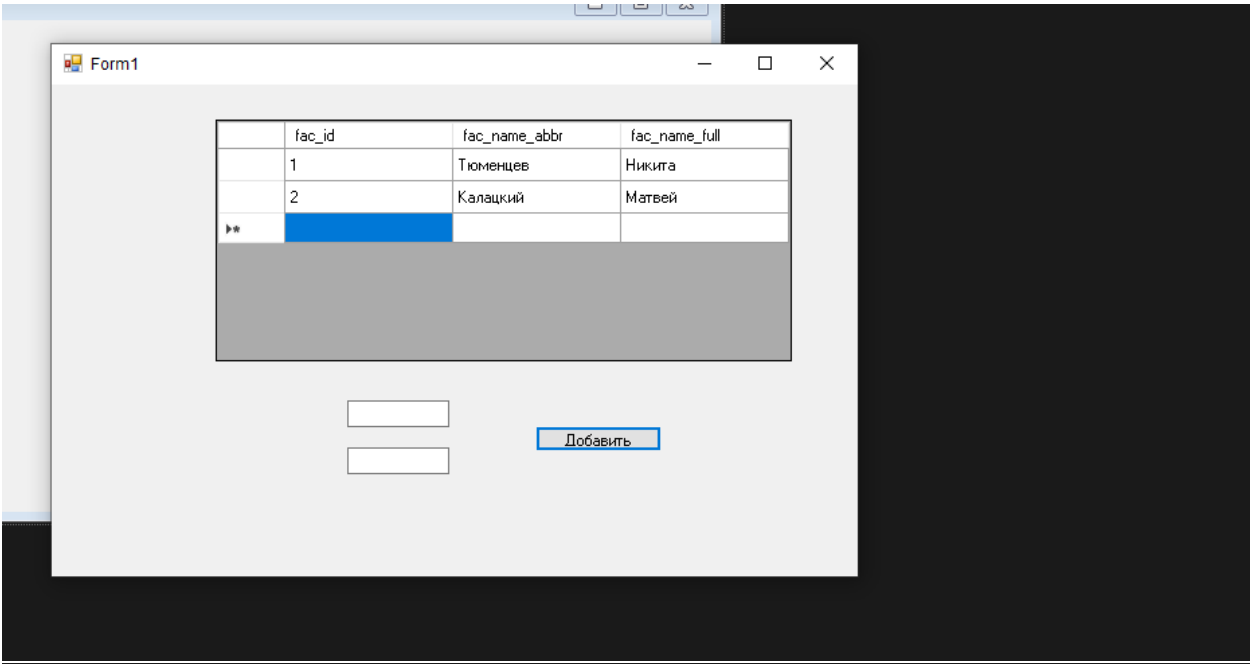 Form1
fac_id fac_name_abbr fac_name_full
1 Тюменцев Никита
2 Калацкий Матвей
Добавить